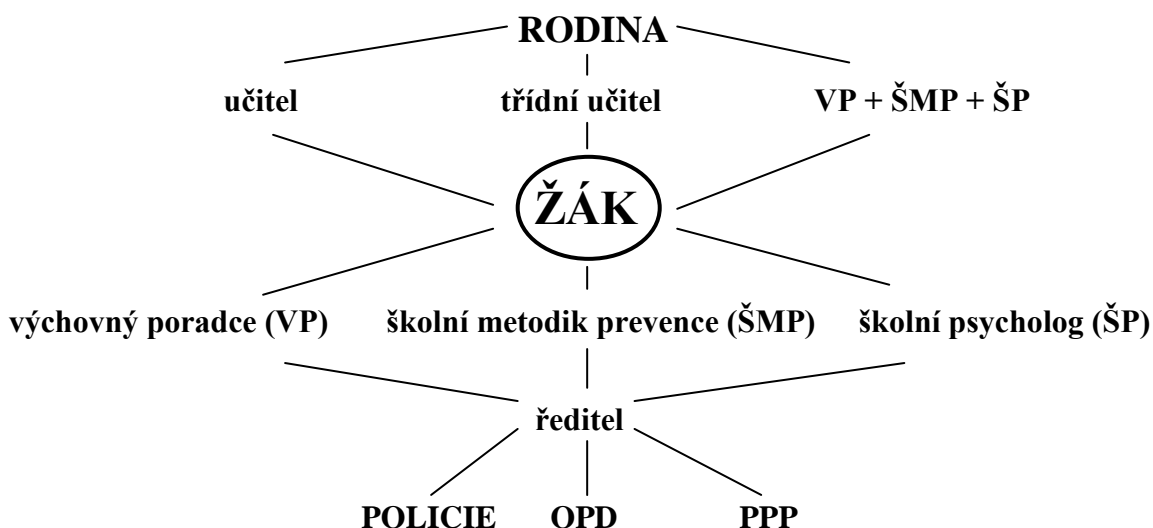 RODINA
učitel třídní učitel VP + ŠMP + ŠP
ŽÁK
výchovný poradce (VP) školní metodik prevence (ŠMP) školní psycholog (ŠP)
ředitel
POLICIE OPD PPP